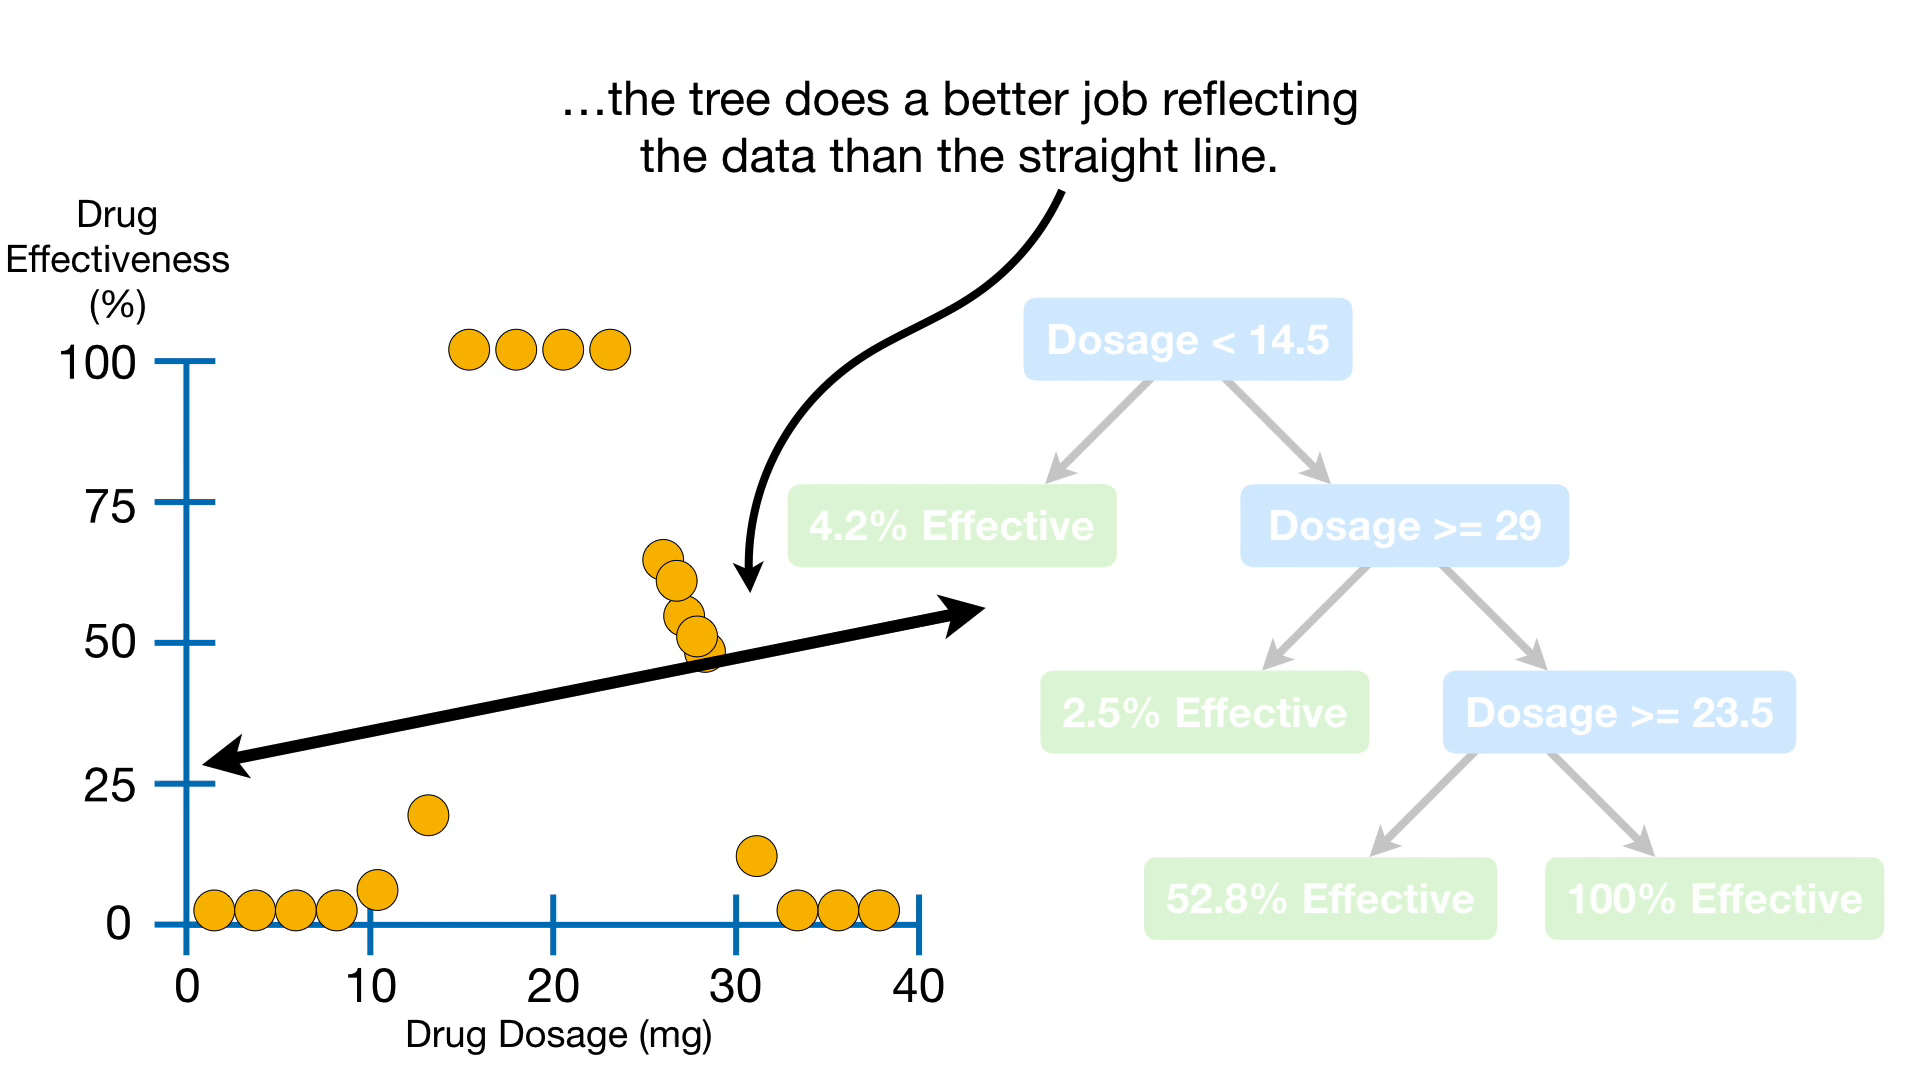 …the tree does a better job reflecting
the data than the straight line.
Drug
Effectiveness
(%)
100
75
50
25
0
0 10 20 30 40
Drug Dosage (mg)
Dosage < 14.5
4.2% Effective
Dosage >= 29
2.5% Effective
Dosage >= 23.5
52.8% Effective
100% Effective